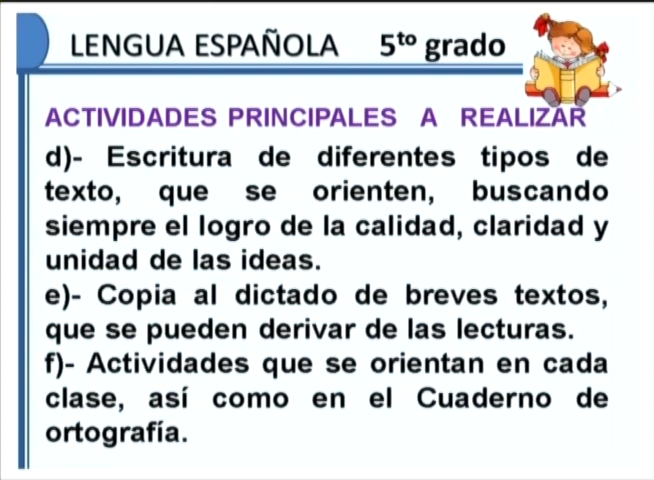 LENGUA ESPAÑOLA 5to grado
ACTIVIDADES PRINCIPALES A REALIZAR
d)- Escritura de diferentes tipos de
texto, que se orienten, buscando
siempre el logro de la calidad, claridad y
unidad de las ideas.
e)- Copia al dictado de breves textos,
que se pueden derivar de las lecturas.
f)- Actividades que se orientan en cada
clase, así como en el Cuaderno de
ortografía.